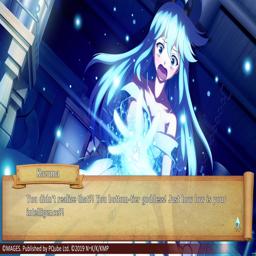 Kazuma
You didn't realize that?! You bottom-tier goddess! Just how low is your
intelligence?!
©MAGES. Published by PQube Ltd. ©2019 N•K/K/KMP